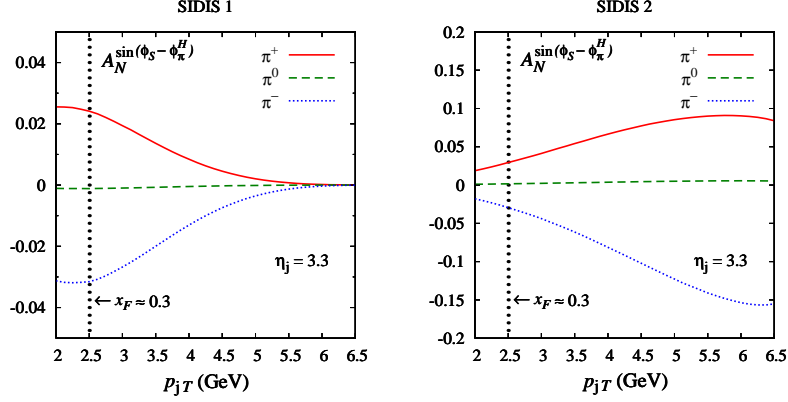 SIDIS 1
A_N^{sin(ϕ_S − ϕ_π^H)}
π⁺
π⁰
π⁻
0.04
0.02
0
-0.02
-0.04
η_j = 3.3
← x_F ≈ 0.3
2 2.5 3 3.5 4 4.5 5 5.5 6 6.5
p_{jT} (GeV)
SIDIS 2
A_N^{sin(ϕ_S − ϕ_π^H)}
π⁺
π⁰
π⁻
0.2
0.15
0.1
0.05
0
-0.05
-0.1
-0.15
-0.2
η_j = 3.3
← x_F ≈ 0.3
2 2.5 3 3.5 4 4.5 5 5.5 6 6.5
p_{jT} (GeV)